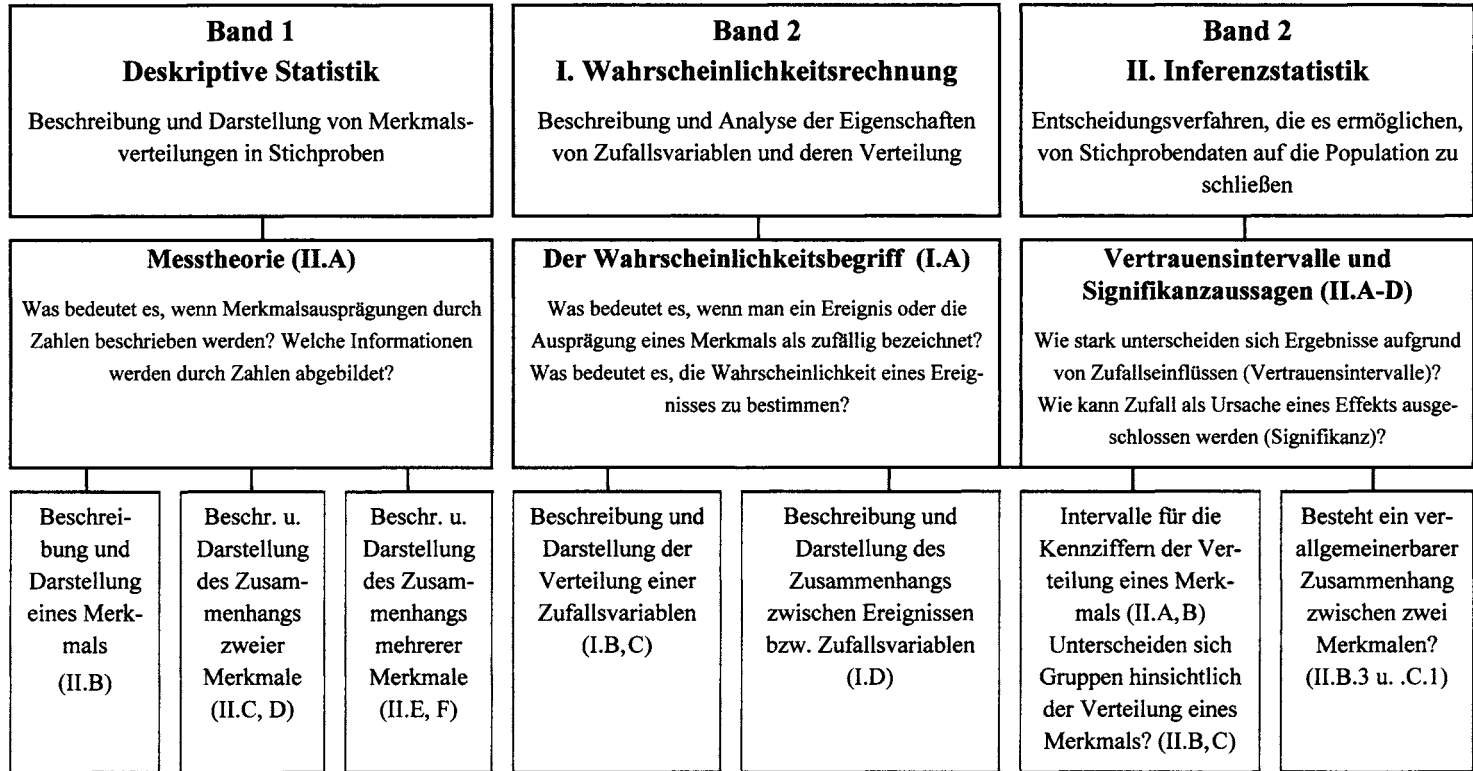 Band 1
Deskriptive Statistik
Beschreibung und Darstellung von Merkmals-
verteilungen in Stichproben
Band 2
I. Wahrscheinlichkeitsrechnung
Beschreibung und Analyse der Eigenschaften
von Zufallsvariablen und deren Verteilung
Band 2
II. Inferenzstatistik
Entscheidungsverfahren, die es ermöglichen,
von Stichprobendaten auf die Population zu
schließen
Messtheorie (II.A)
Was bedeutet es, wenn Merkmalsausprägungen durch
Zahlen beschrieben werden? Welche Informationen
werden durch Zahlen abgebildet?
Der Wahrscheinlichkeitsbegriff (I.A)
Was bedeutet es, wenn man ein Ereignis oder die
Ausprägung eines Merkmals als zufällig bezeichnet?
Was bedeutet es, die Wahrscheinlichkeit eines Ereig-
nisses zu bestimmen?
Vertrauensintervalle und
Signifikanzaussagen (II.A-D)
Wie stark unterscheiden sich Ergebnisse aufgrund
von Zufallseinflüssen (Vertrauensintervalle)?
Wie kann Zufall als Ursache eines Effekts ausge-
schlossen werden (Signifikanz)?
Beschrei-
bung und
Darstellung
eines Merk-
mals
(II.B)
Beschr. u.
Darstellung
des Zusam-
menhangs
zweier
Merkmale
(II.C, D)
Beschr. u.
Darstellung
des Zusam-
menhangs
mehrerer
Merkmale
(II.E, F)
Beschreibung und
Darstellung der
Verteilung einer
Zufallsvariablen
(I.B, C)
Beschreibung und
Darstellung des
Zusammenhangs
zwischen Ereignissen
bzw. Zufallsvariablen
(I.D)
Intervalle für die
Kennziffern der Ver-
teilung eines Merk-
mals (II.A, B)
Unterscheiden sich
Gruppen hinsichtlich
der Verteilung eines
Merkmals? (II.B, C)
Besteht ein ver-
allgemeinerbarer
Zusammenhang
zwischen zwei
Merkmalen?
(II.B.3 u. .C.1)